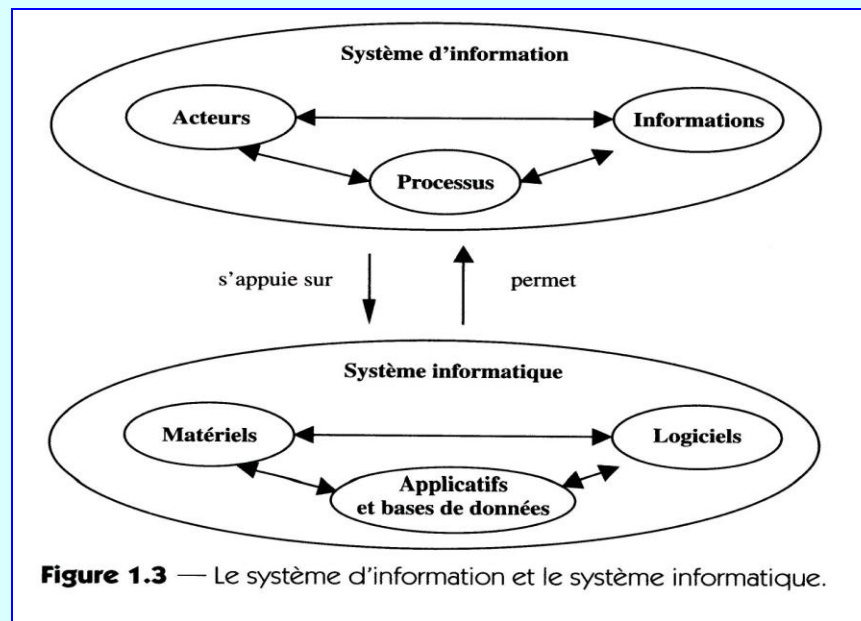 Système d'information
Acteurs
Informations
Processus
s'appuie sur
permet
Système informatique
Matériels
Logiciels
Applicatifs
et bases de données
Figure 1.3 — Le système d'information et le système informatique.